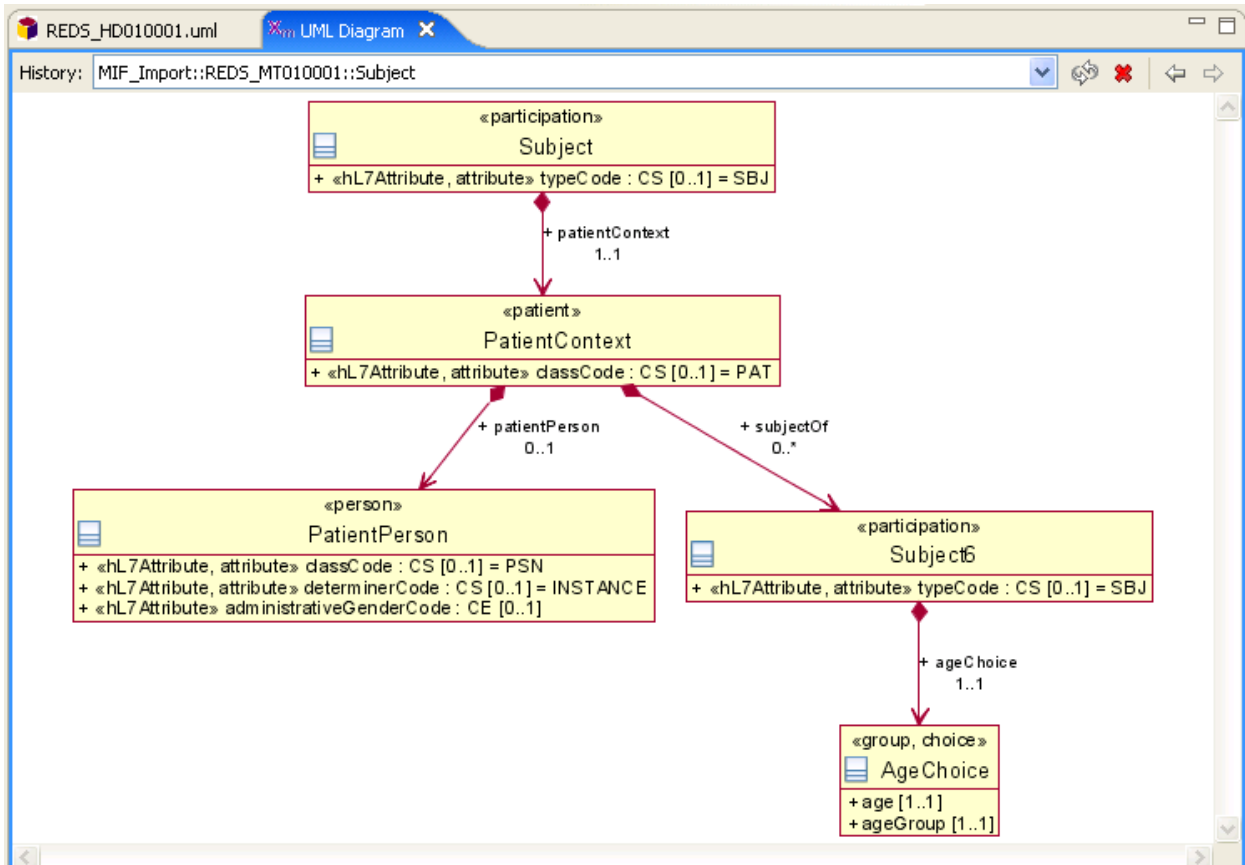 REDS_HD010001.uml
UML Diagram
History: MIF_Import::REDS_MT010001::Subject
«participation»
Subject
+ «hL7Attribute, attribute» typeCode : CS [0..1] = SBJ
+ patientContext
1..1
«patient»
PatientContext
+ «hL7Attribute, attribute» classCode : CS [0..1] = PAT
+ patientPerson
0..1
+ subjectOf
0..*
«person»
PatientPerson
+ «hL7Attribute, attribute» classCode : CS [0..1] = PSN
+ «hL7Attribute, attribute» determinerCode : CS [0..1] = INSTANCE
+ «hL7Attribute» administrativeGenderCode : CE [0..1]
«participation»
Subject6
+ «hL7Attribute, attribute» typeCode : CS [0..1] = SBJ
+ ageChoice
1..1
«group, choice»
AgeChoice
+ age [1..1]
+ ageGroup [1..1]